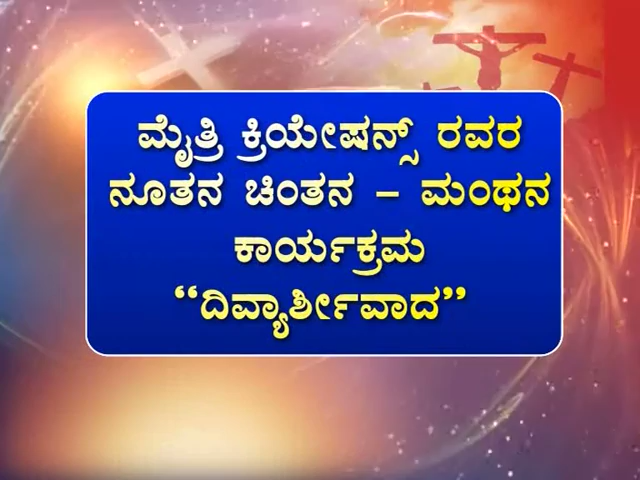 ಮೈತ್ರಿ ಕ್ರಿಯೇಷನ್ಸ್ ರವರ
ನೂತನ ಚಿಂತನ – ಮಂಥನ
ಕಾರ್ಯಕ್ರಮ
“ದಿವ್ಯಾರ್ಶೀವಾದ”